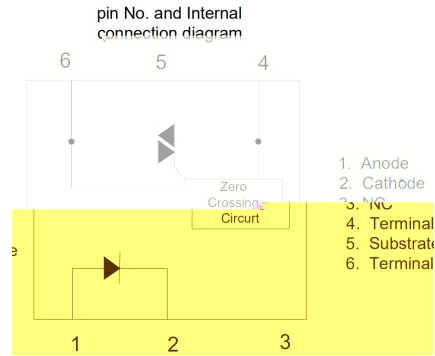 pin No. and Internal
connection diagram
6 5 4
Zero
Crossing
Circurt
1. Anode
2. Cathode
3. NC
4. Terminal
5. Substrate
6. Terminal
e
1 2 3